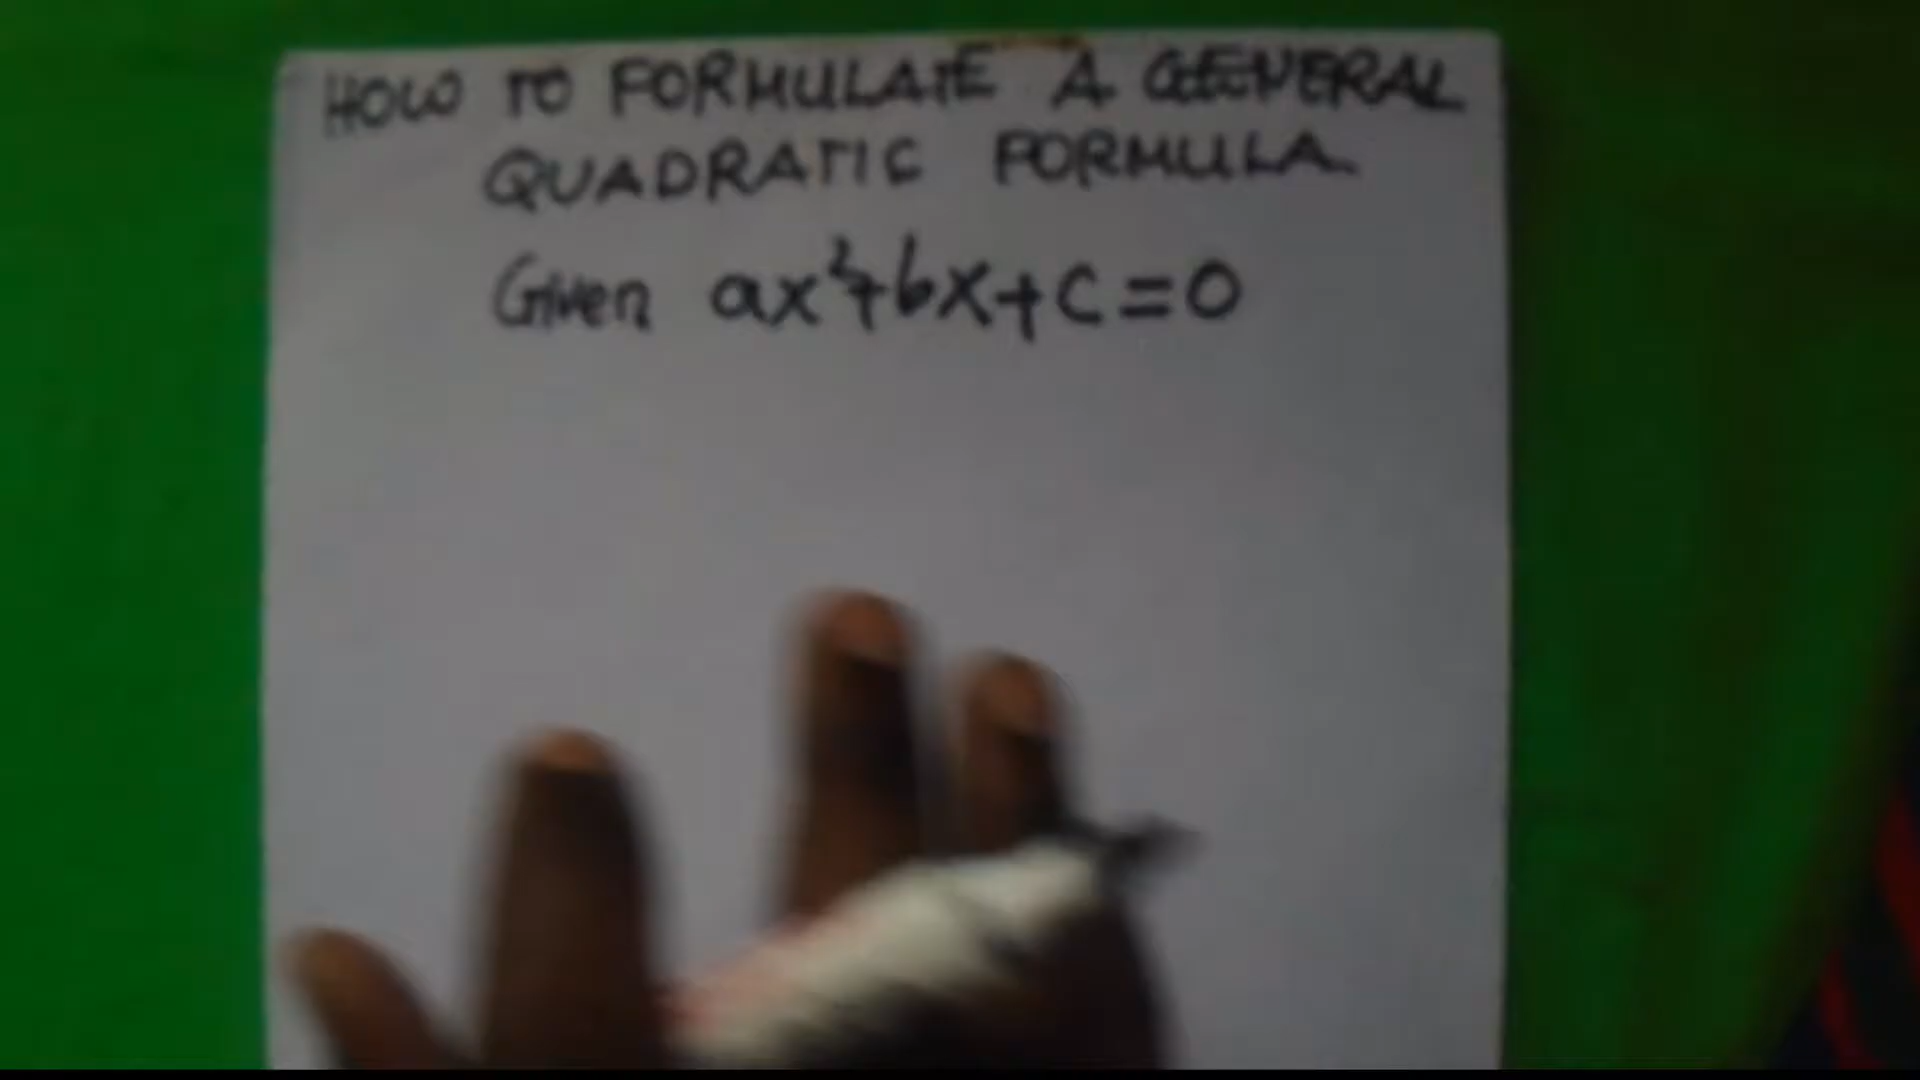 HOW TO FORMULATE A GENERAL
QUADRATIC FORMULA
Given ax²+bx+c=0